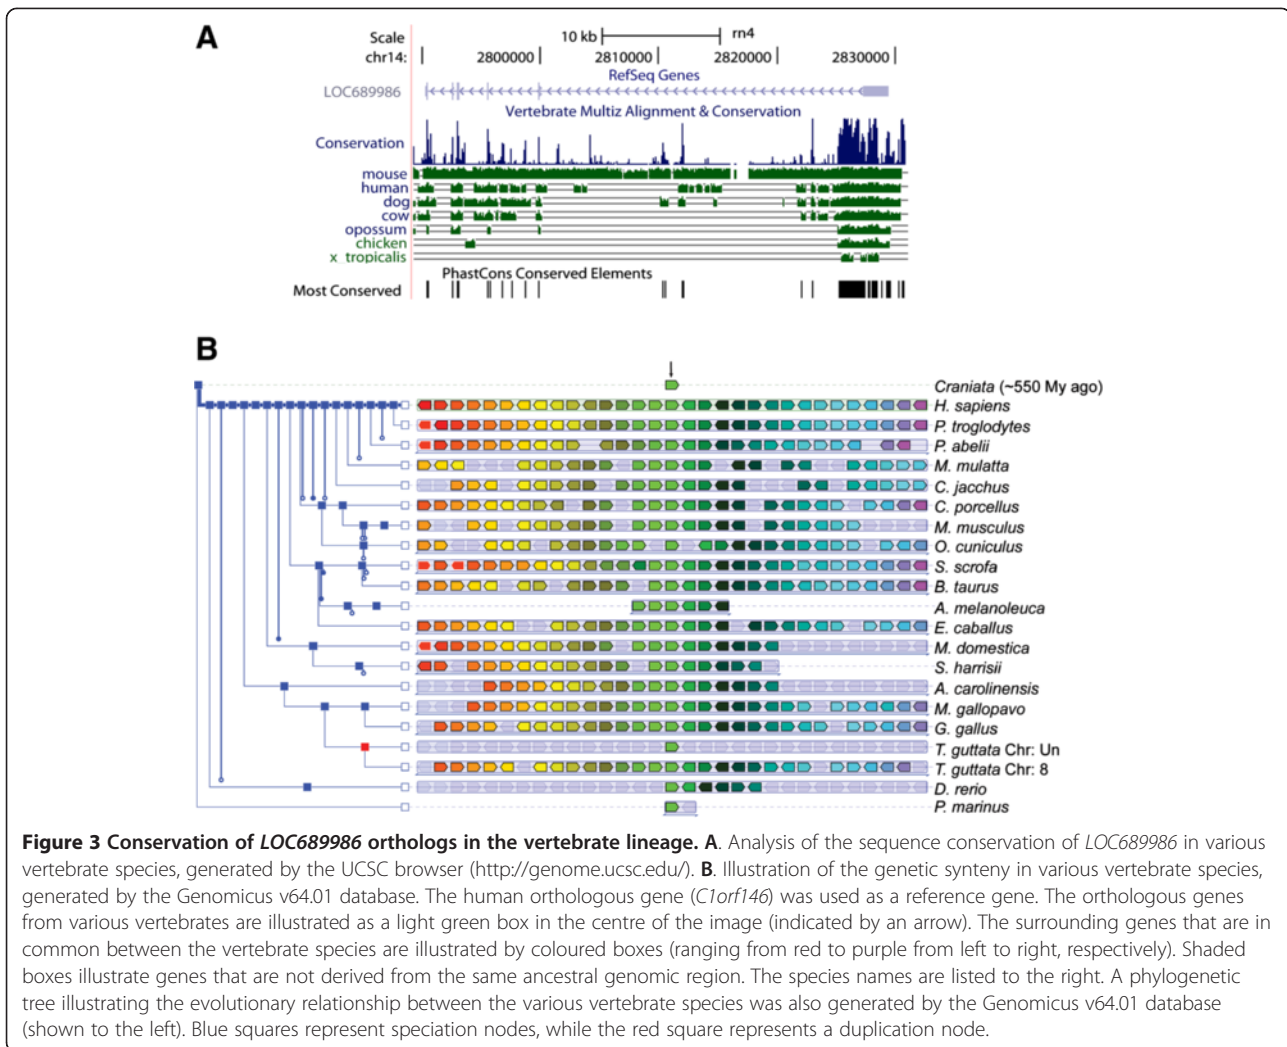 A
Scale 10 kb rn4
chr14: 2800000 2810000 2820000 2830000
RefSeq Genes
LOC689986
Vertebrate Multiz Alignment & Conservation
Conservation
mouse
human
dog
cow
opossum
chicken
x_tropicalis
PhastCons Conserved Elements
Most Conserved
B
Craniata (~550 My ago)
H. sapiens
P. troglodytes
P. abelii
M. mulatta
C. jacchus
C. porcellus
M. musculus
O. cuniculus
S. scrofa
B. taurus
A. melanoleuca
E. caballus
M. domestica
S. harrisii
A. carolinensis
M. gallopavo
G. gallus
T. guttata Chr: Un
T. guttata Chr: 8
D. rerio
P. marinus
Figure 3 Conservation of LOC689986 orthologs in the vertebrate lineage. A. Analysis of the sequence conservation of LOC689986 in various
vertebrate species, generated by the UCSC browser (http://genome.ucsc.edu/). B. Illustration of the genetic synteny in various vertebrate species,
generated by the Genomicus v64.01 database. The human orthologous gene (C1orf146) was used as a reference gene. The orthologous genes
from various vertebrates are illustrated as a light green box in the centre of the image (indicated by an arrow). The surrounding genes that are in
common between the vertebrate species are illustrated by coloured boxes (ranging from red to purple from left to right, respectively). Shaded
boxes illustrate genes that are not derived from the same ancestral genomic region. The species names are listed to the right. A phylogenetic
tree illustrating the evolutionary relationship between the various vertebrate species was also generated by the Genomicus v64.01 database
(shown to the left). Blue squares represent speciation nodes, while the red square represents a duplication node.